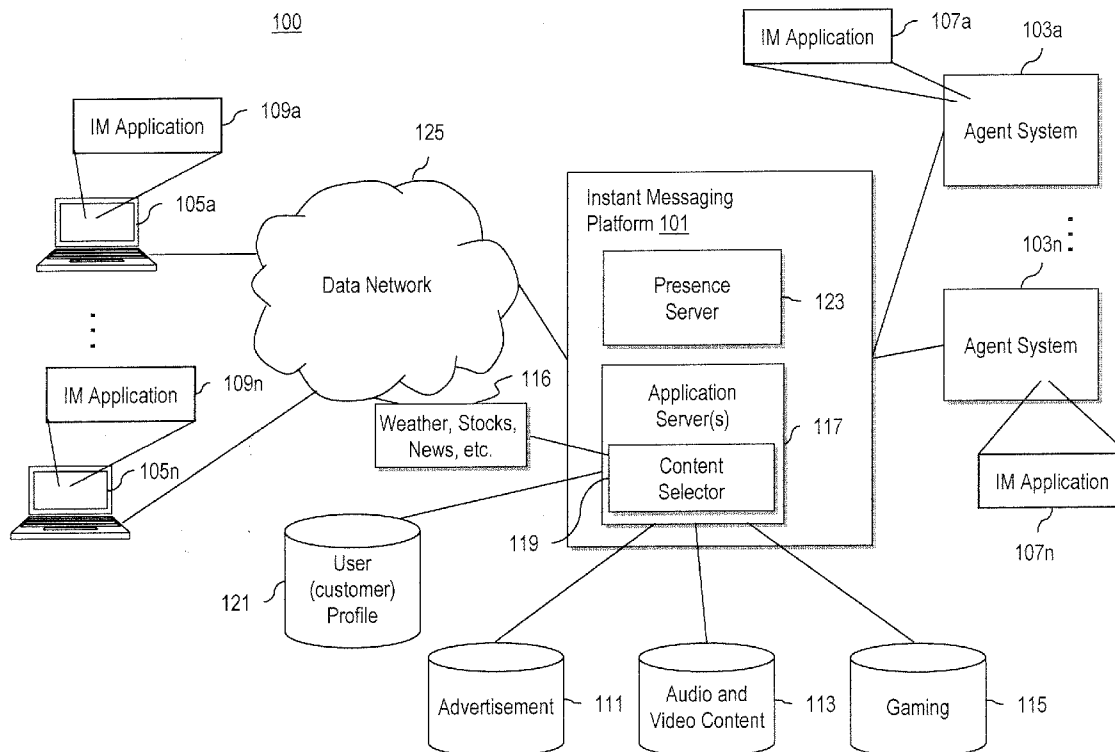 100
IM Application
107a
103a
Agent System
IM Application
109a
125
105a
Data Network
Instant Messaging
Platform 101
Presence
Server
123
103n
Agent System
IM Application
109n
116
Weather, Stocks,
News, etc.
Application
Server(s)
117
Content
Selector
105n
119
IM Application
107n
User
(customer)
Profile
121
Advertisement
111
Audio and
Video Content
113
Gaming
115